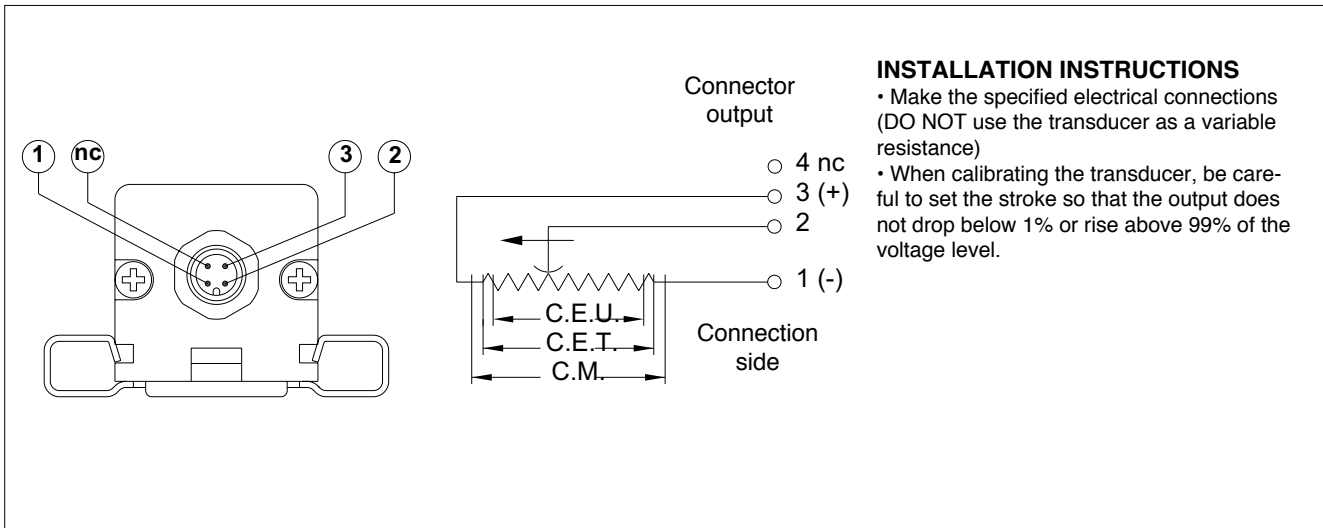 1 nc 3 2
Connector
output
4 nc
3 (+)
2
1 (-)
C.E.U.
C.E.T.
C.M.
Connection
side
INSTALLATION INSTRUCTIONS
• Make the specified electrical connections
(DO NOT use the transducer as a variable
resistance)
• When calibrating the transducer, be care-
ful to set the stroke so that the output does
not drop below 1% or rise above 99% of the
voltage level.